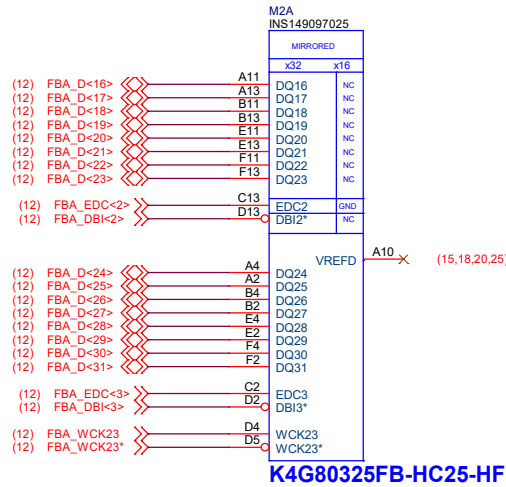 M2A
INS149097025
MIRRORED
x32 x16
(12) FBA_D<16> A11 DQ16 NC
(12) FBA_D<17> A13 DQ17 NC
(12) FBA_D<18> B11 DQ18 NC
(12) FBA_D<19> B13 DQ19 NC
(12) FBA_D<20> E11 DQ20 NC
(12) FBA_D<21> E13 DQ21 NC
(12) FBA_D<22> F11 DQ22 NC
(12) FBA_D<23> F13 DQ23 NC
(12) FBA_EDC<2> C13 EDC2 GND
(12) FBA_DBI<2> D13 DBI2* NC
VREFD A10 (15,18,20,25)
(12) FBA_D<24> A4 DQ24
(12) FBA_D<25> A2 DQ25
(12) FBA_D<26> B4 DQ26
(12) FBA_D<27> B2 DQ27
(12) FBA_D<28> E4 DQ28
(12) FBA_D<29> E2 DQ29
(12) FBA_D<30> F4 DQ30
(12) FBA_D<31> F2 DQ31
(12) FBA_EDC<3> C2 EDC3
(12) FBA_DBI<3> D2 DBI3*
(12) FBA_WCK23 D4 WCK23
(12) FBA_WCK23* D5 WCK23*
K4G80325FB-HC25-HF